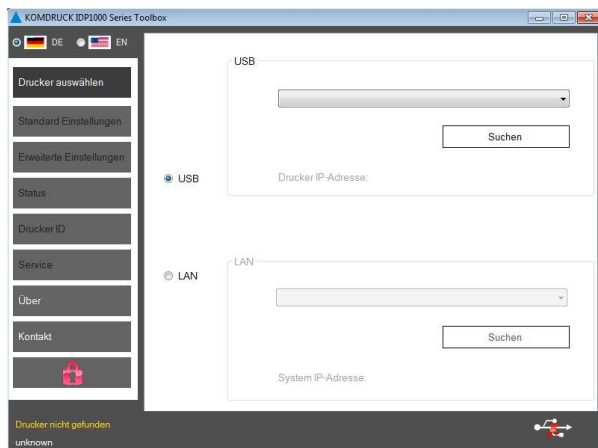 KOMDRUCK IDP1000 Series Toolbox
DE EN
Drucker auswählen
Standard Einstellungen
Erweiterte Einstellungen
Status
Drucker ID
Service
Über
Kontakt
USB
Suchen
USB
Drucker IP-Adresse:
LAN
LAN
Suchen
System IP-Adresse:
Drucker nicht gefunden
unknown